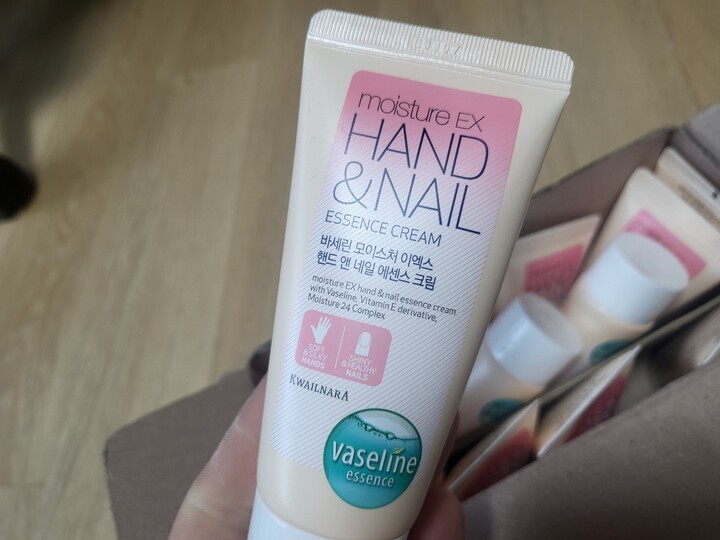 moisture EX
HAND
&NAIL
ESSENCE CREAM
바세린 모이스처 이엑스
핸드 앤 네일 에센스 크림
moisture EX hand & nail essence cream
with Vaseline, Vitamin E derivative,
Moisture 24 Complex
SOFT
&SILKY
HANDS
SHINY
&HEALTHY
NAILS
KWAILNARA
vaseline
essence